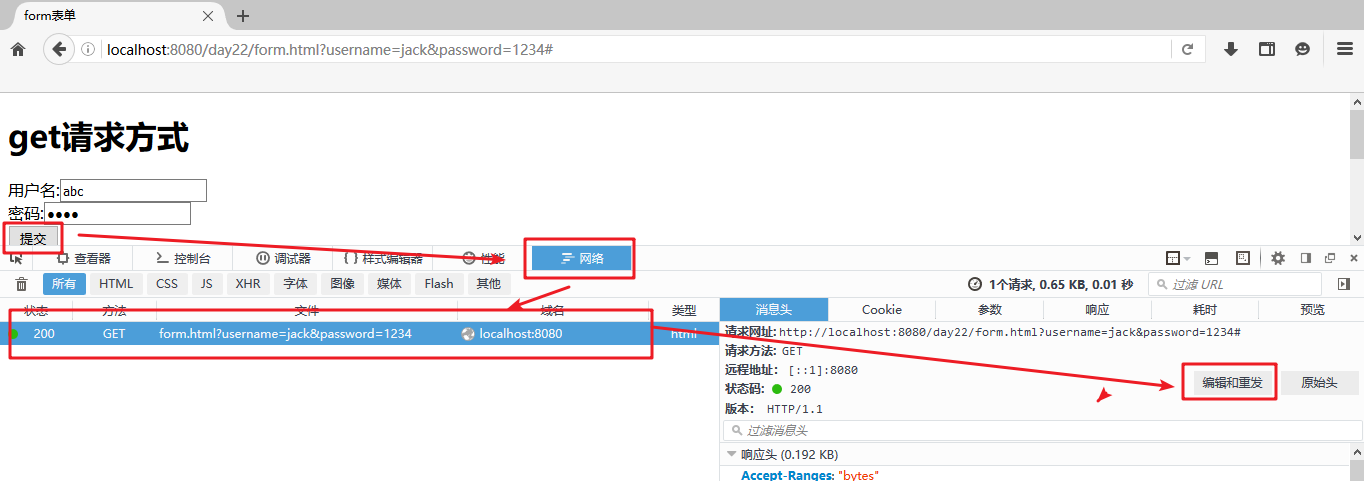 form表单
localhost:8080/day22/form.html?username=jack&password=1234#
get请求方式
用户名:abc
密码:●●●●
提交
查看器 控制台 调试器 {} 样式编辑器 性能 网络
所有 HTML CSS JS XHR 字体 图像 媒体 Flash 其他 1个请求, 0.65 KB, 0.01 秒 过滤 URL
状态 方法 文件 域名 类型 消息头 Cookie 参数 响应 耗时 预览
200 GET form.html?username=jack&password=1234 localhost:8080 html
请求网址:http://localhost:8080/day22/form.html?username=jack&password=1234#
请求方法: GET
远程地址: [::1]:8080
状态码: 200 编辑和重发 原始头
版本: HTTP/1.1
过滤消息头
响应头 (0.192 KB)
Accept-Ranges: "bytes"